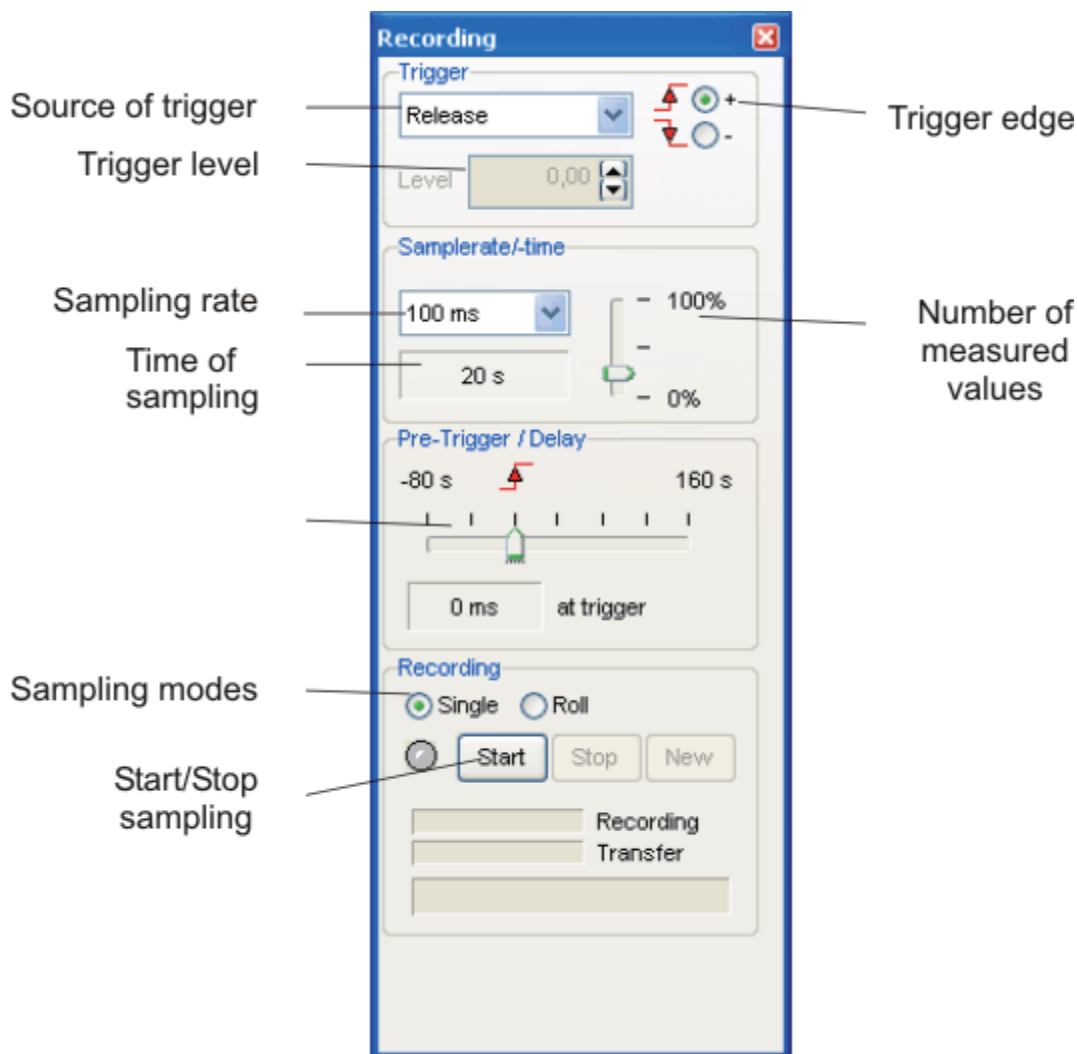 Recording
Trigger
Source of trigger
Release
+
-
Trigger edge
Trigger level
Level
0,00
Samplerate/-time
Sampling rate
100 ms
100%
Number of
measured
values
Time of
sampling
20 s
0%
Pre-Trigger / Delay
-80 s
160 s
0 ms
at trigger
Recording
Sampling modes
Single
Roll
Start
Stop
New
Start/Stop
sampling
Recording
Transfer